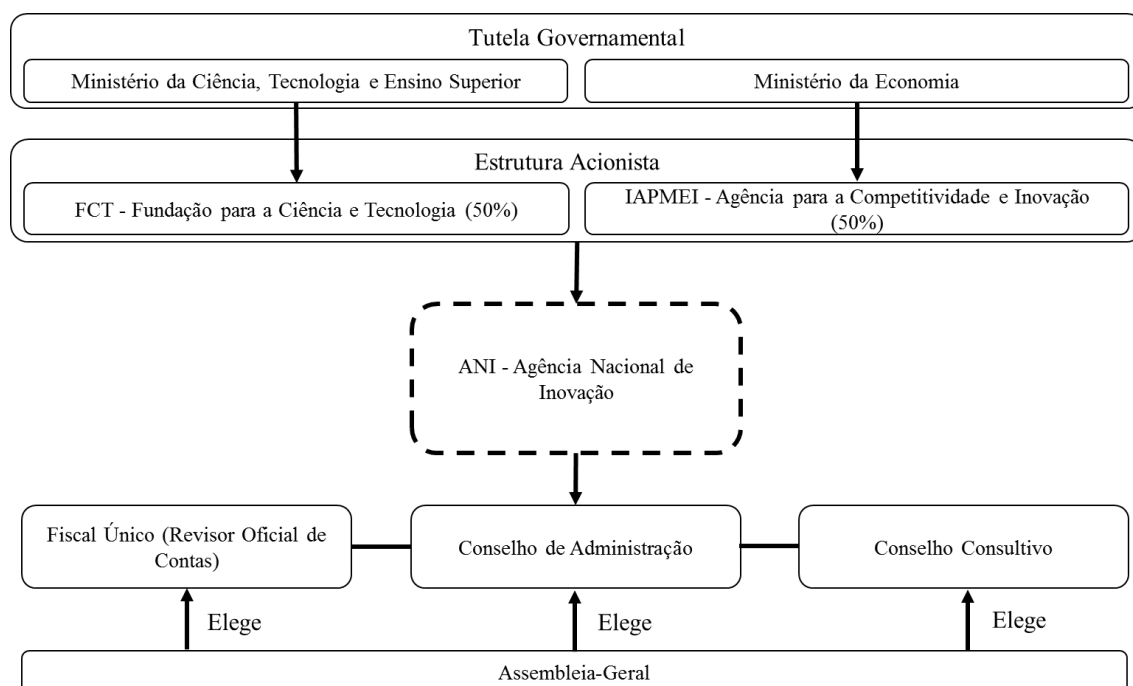 Tutela Governamental
Ministério da Ciência, Tecnologia e Ensino Superior
Ministério da Economia
Estrutura Acionista
FCT - Fundação para a Ciência e Tecnologia (50%)
IAPMEI - Agência para a Competitividade e Inovação
(50%)
ANI - Agência Nacional de
Inovação
Fiscal Único (Revisor Oficial de
Contas)
Conselho de Administração
Conselho Consultivo
Elege
Elege
Elege
Assembleia-Geral